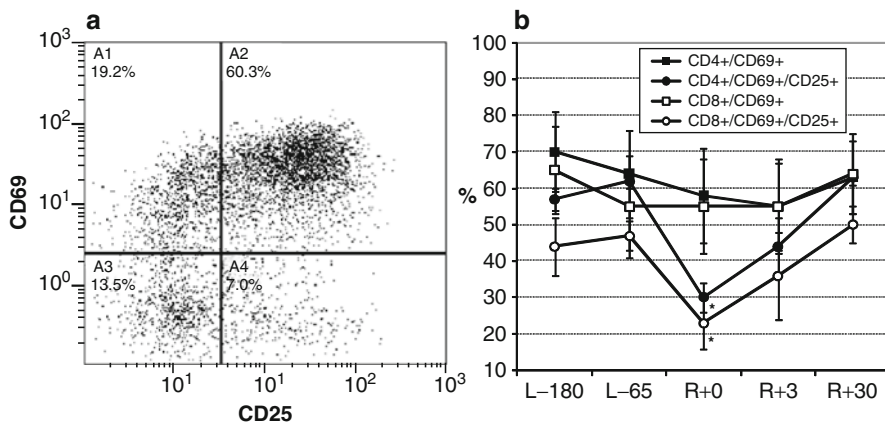 a
A1
19.2%
A2
60.3%
A3
13.5%
A4
7.0%
10³
10²
10¹
10⁰
CD69
10¹ 10² 10³
CD25
b
100
90
80
70
60
50
40
30
20
10
%
CD4+/CD69+
CD4+/CD69+/CD25+
CD8+/CD69+
CD8+/CD69+/CD25+
*
*
L−180 L−65 R+0 R+3 R+30